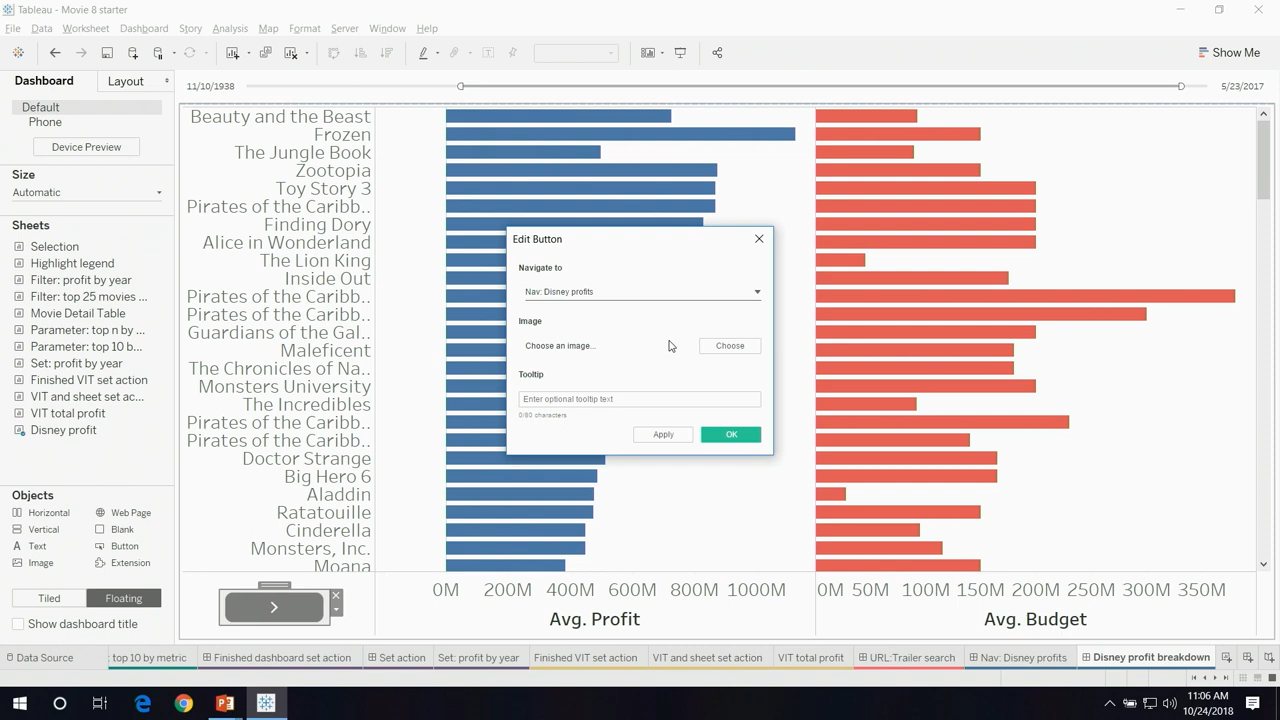 Tableau - Movie 8 starter
File Data Worksheet Dashboard Story Analysis Map Format Server Window Help
Show Me
Dashboard Layout
11/10/1938 5/23/2017
Default
Phone
Device Preview
Size
Automatic
Sheets
Selection
Highlight legend
Filter: profit by year
Filter: top 25 movies ...
Movie Detail Table
Parameter: top n by ...
Parameter: top 10 b...
Set: profit by year
Finished VIT set action
VIT and sheet set ac...
VIT total profit
Disney profit
Objects
Horizontal Web Page
Vertical Blank
Text Button
Image Extension
Tiled Floating
Show dashboard title
Beauty and the Beast
Frozen
The Jungle Book
Zootopia
Toy Story 3
Pirates of the Caribb..
Finding Dory
Alice in Wonderland
The Lion King
Inside Out
Pirates of the Caribb..
Pirates of the Caribb..
Guardians of the Gal..
Maleficent
The Chronicles of Na..
Monsters University
The Incredibles
Pirates of the Caribb..
Pirates of the Caribb..
Doctor Strange
Big Hero 6
Aladdin
Ratatouille
Cinderella
Monsters, Inc.
Moana
Edit Button
Navigate to
Nav: Disney profits
Image
Choose an image... Choose
Tooltip
Enter optional tooltip text
0/80 characters
Apply OK
0M 200M 400M 600M 800M 1000M 0M 50M 100M 150M 200M 250M 300M 350M
Avg. Profit Avg. Budget
Data Source top 10 by metric Finished dashboard set action Set action Set: profit by year Finished VIT set action VIT and sheet set action VIT total profit URL:Trailer search Nav: Disney profits Disney profit breakdown
11:06 AM
10/24/2018